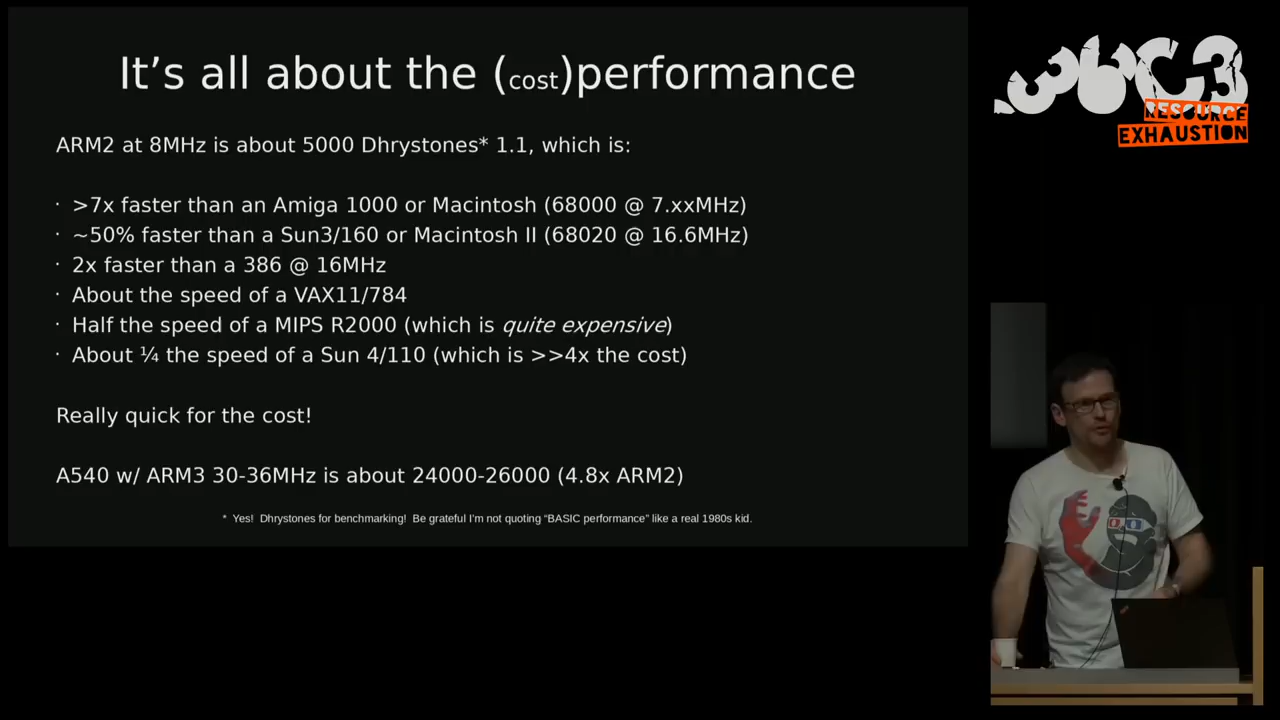 It's all about the (cost)performance
ARM2 at 8MHz is about 5000 Dhrystones* 1.1, which is:
· >7x faster than an Amiga 1000 or Macintosh (68000 @ 7.xxMHz)
· ~50% faster than a Sun3/160 or Macintosh II (68020 @ 16.6MHz)
· 2x faster than a 386 @ 16MHz
· About the speed of a VAX11/784
· Half the speed of a MIPS R2000 (which is quite expensive)
· About ¼ the speed of a Sun 4/110 (which is >>4x the cost)
Really quick for the cost!
A540 w/ ARM3 30-36MHz is about 24000-26000 (4.8x ARM2)
* Yes! Dhrystones for benchmarking! Be grateful I'm not quoting “BASIC performance” like a real 1980s kid.
36C3
RESOURCE
EXHAUSTION